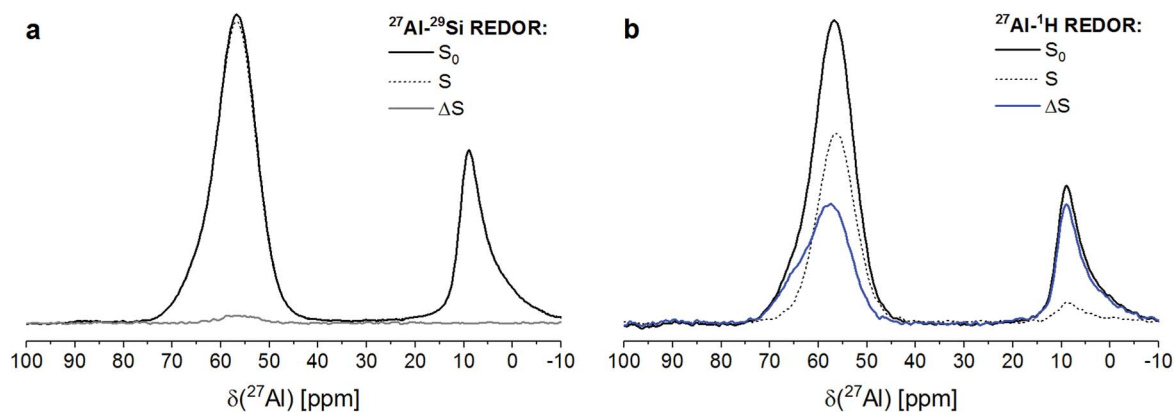 a
²⁷Al-²⁹Si REDOR:
S₀
S
ΔS
100 90 80 70 60 50 40 30 20 10 0 -10
δ(²⁷Al) [ppm]
b
²⁷Al-¹H REDOR:
S₀
S
ΔS
100 90 80 70 60 50 40 30 20 10 0 -10
δ(²⁷Al) [ppm]